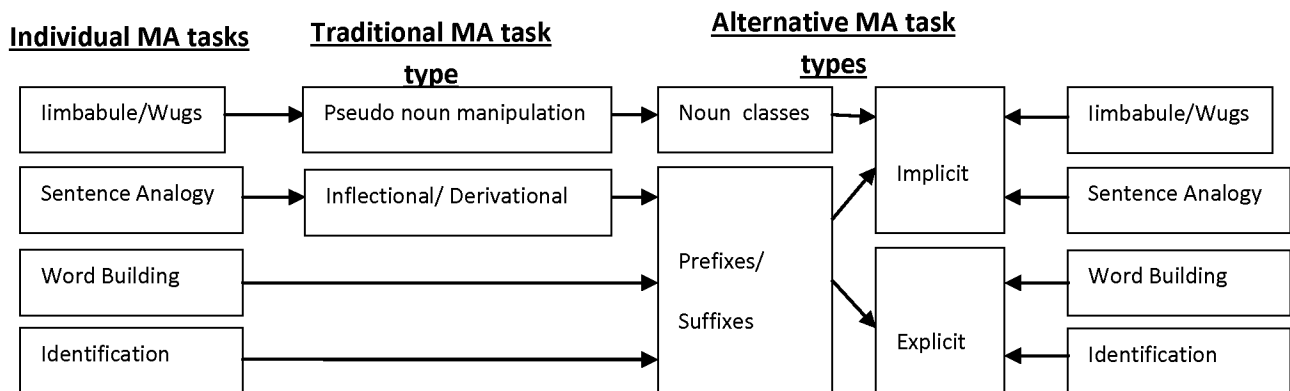 Individual MA tasks
Traditional MA task
type
Alternative MA task
types
Iimbabule/Wugs
Pseudo noun manipulation
Noun classes
Implicit
Iimbabule/Wugs
Sentence Analogy
Inflectional/ Derivational
Sentence Analogy
Word Building
Prefixes/
Suffixes
Explicit
Word Building
Identification
Identification